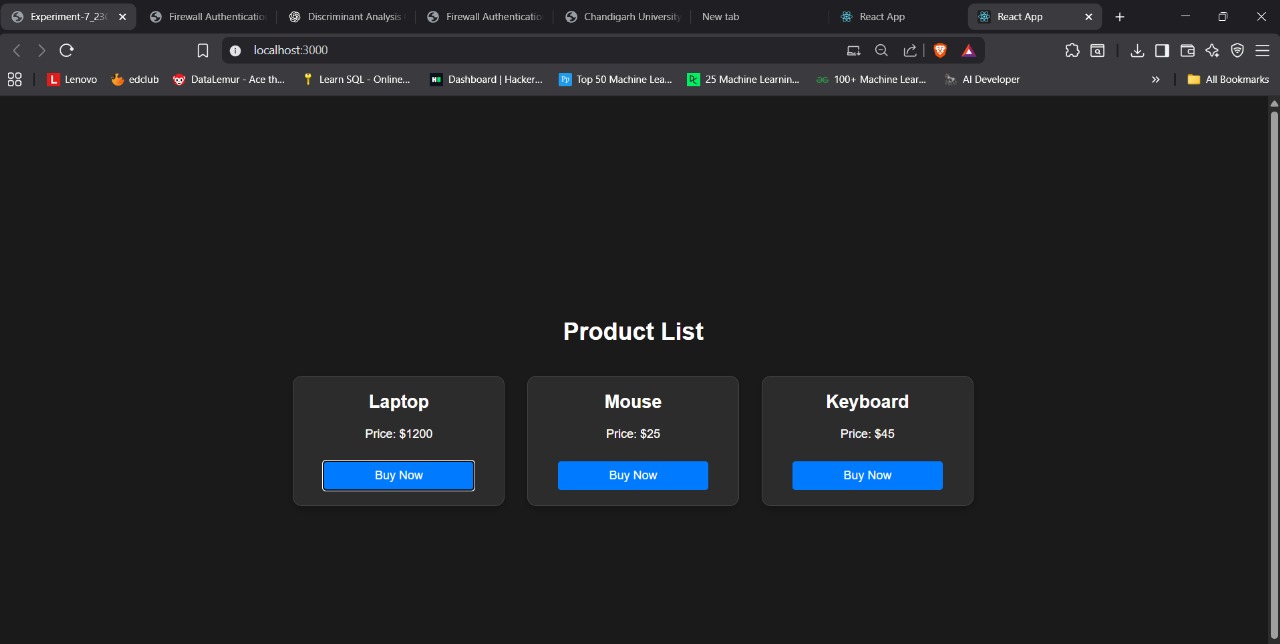 Experiment-7_23
Firewall Authentication
Discriminant Analysis
Firewall Authentication
Chandigarh University
New tab
React App
React App
localhost:3000
L Lenovo
edclub
DataLemur - Ace th...
Learn SQL - Online...
Dashboard | Hacker...
Pp Top 50 Machine Lea...
25 Machine Learnin...
100+ Machine Lear...
AI Developer
»
All Bookmarks
Product List
Laptop
Mouse
Keyboard
Price: $1200
Price: $25
Price: $45
Buy Now
Buy Now
Buy Now